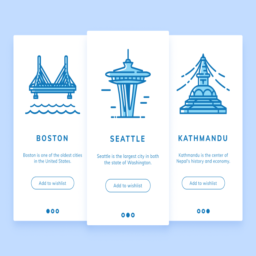 BOSTON
Boston is one of the oldest cities
in the United States.
Add to wishlist
SEATTLE
Seattle is the largest city in both
the state of Washington.
Add to wishlist
KATHMANDU
Kathmandu is the center of
Nepal's history and economy.
Add to wishlist